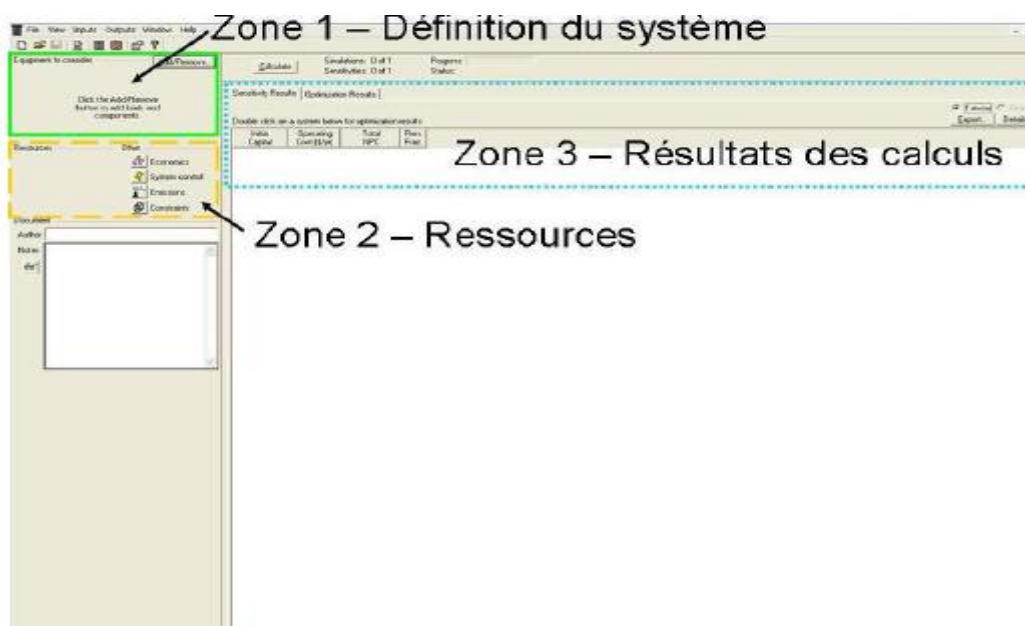 Zone 1 – Définition du système
File View Inputs Outputs Window Help
Equipment to consider
Add/Remove...
Click the Add/Remove
button to add loads and
components
Calculate
Simulations: 0 of 1
Progress:
Sensitivities: 0 of 1
Status:
Sensitivity Results
Optimization Results
Double click on a system below for optimization results
Export...
Initial
Capital
Operating
Cost ($/yr)
Total
NPC
Ren.
Frac.
Zone 3 – Résultats des calculs
Resources
Other
Economics
System control
Emissions
Constraints
Zone 2 – Ressources
Document
Author
Notes